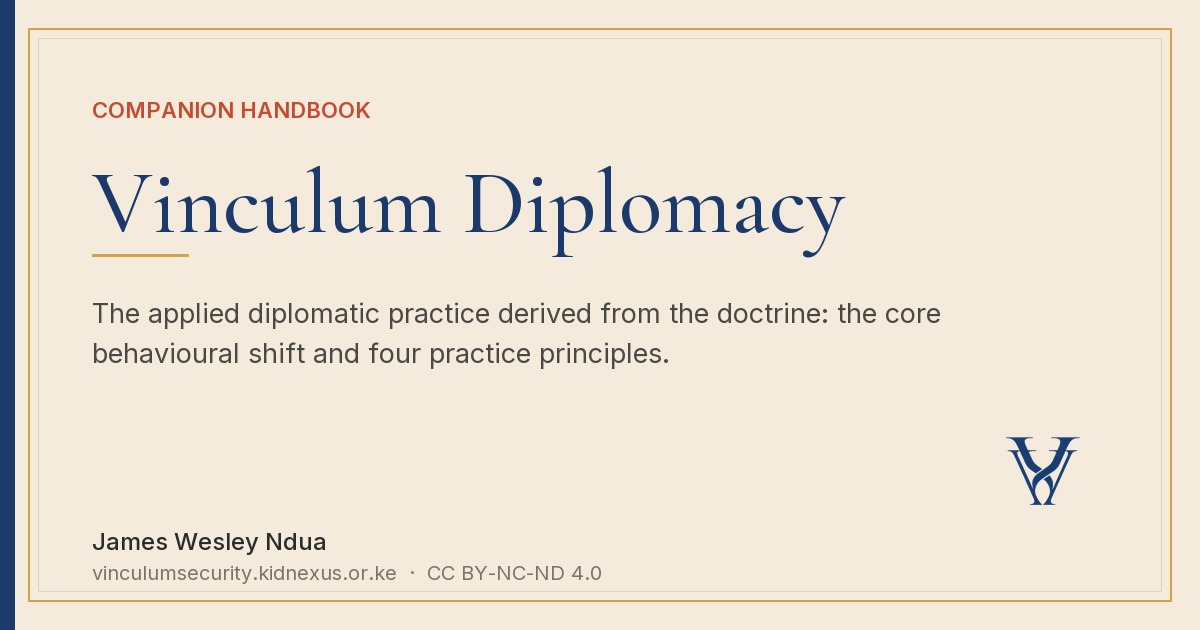 COMPANION HANDBOOK
Vinculum Diplomacy
The applied diplomatic practice derived from the doctrine: the core
behavioural shift and four practice principles.
James Wesley Ndua
vinculumsecurity.kidnexus.or.ke · CC BY-NC-ND 4.0